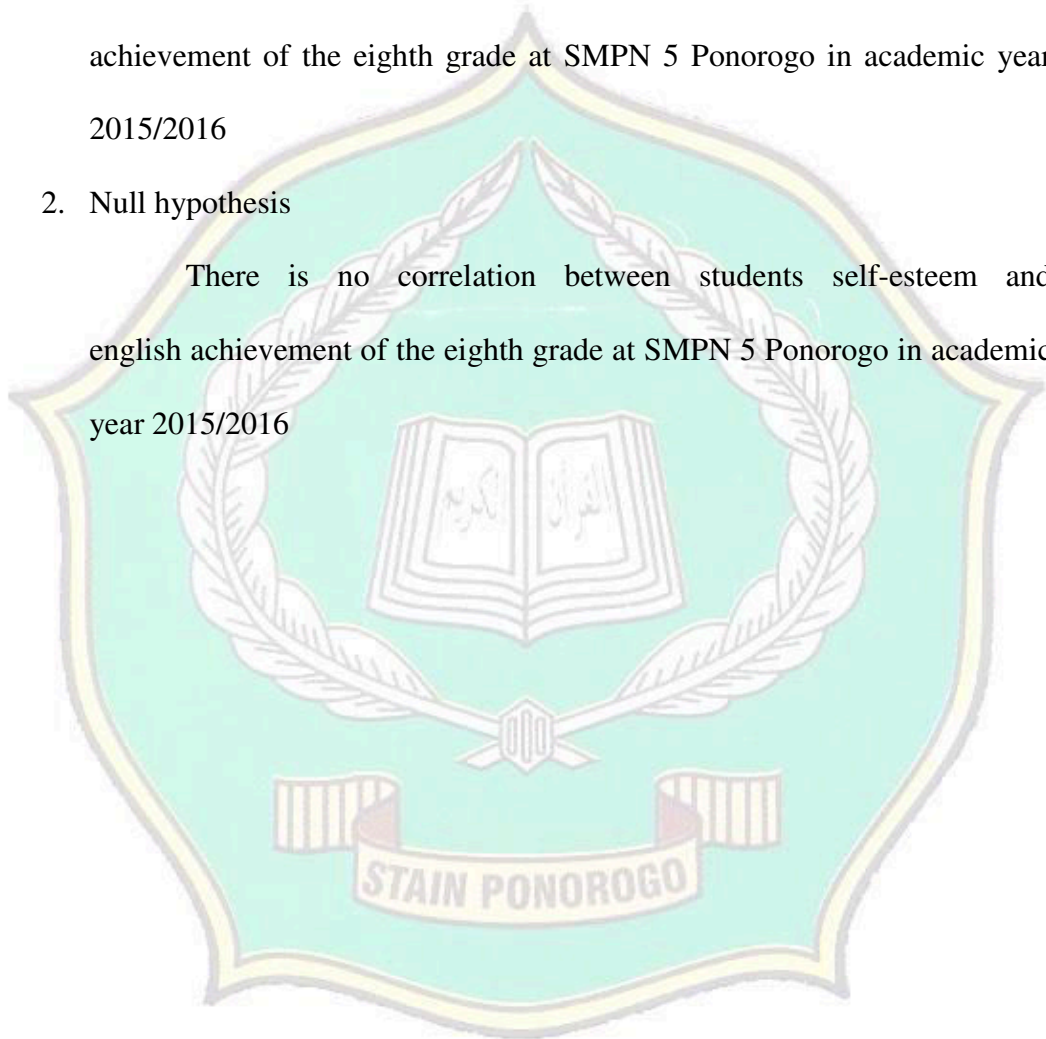 achievement of the eighth grade at SMPN 5 Ponorogo in academic year
2015/2016
2. Null hypothesis
There is no correlation between students self-esteem and
english achievement of the eighth grade at SMPN 5 Ponorogo in academic
year 2015/2016
القرآن الكريم
STAIN PONOROGO